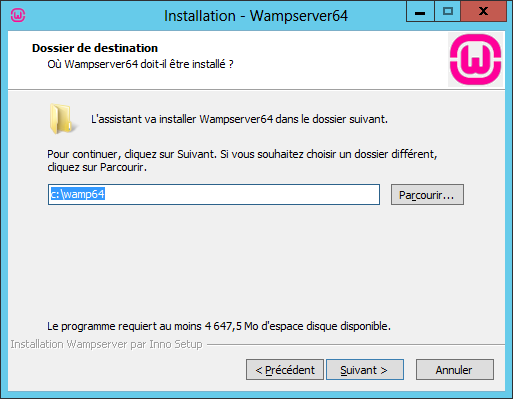 Installation - Wampserver64
Dossier de destination
Où Wampserver64 doit-il être installé ?
L'assistant va installer Wampserver64 dans le dossier suivant.
Pour continuer, cliquez sur Suivant. Si vous souhaitez choisir un dossier différent,
cliquez sur Parcourir.
c:\wamp64
Parcourir...
Le programme requiert au moins 4 647,5 Mo d'espace disque disponible.
Installation Wampserver par Inno Setup
< Précédent
Suivant >
Annuler